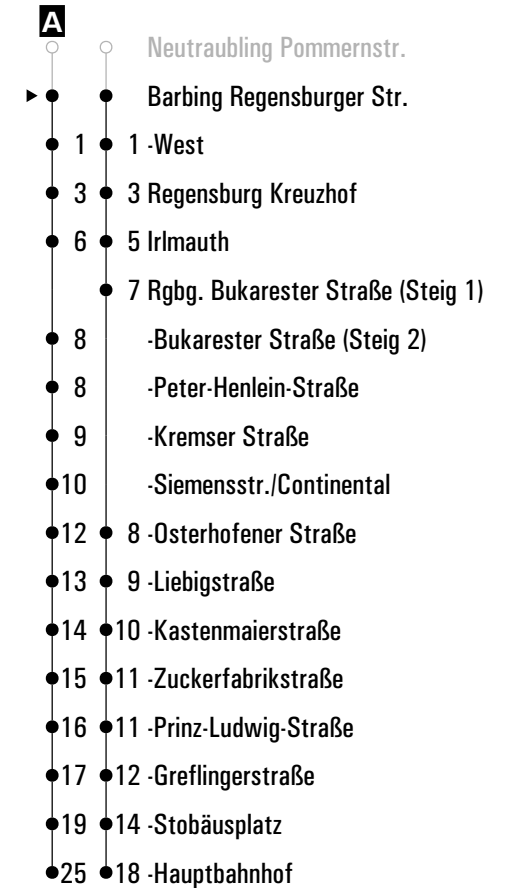 A
Neutraubling Pommernstr.
Barbing Regensburger Str.
1 1 -West
3 3 Regensburg Kreuzhof
6 5 Irlmauth
7 Rgbg. Bukarester Straße (Steig 1)
8 -Bukarester Straße (Steig 2)
8 -Peter-Henlein-Straße
9 -Kremser Straße
10 -Siemensstr./Continental
12 8 -Osterhofener Straße
13 9 -Liebigstraße
14 10 -Kastenmaierstraße
15 11 -Zuckerfabrikstraße
16 11 -Prinz-Ludwig-Straße
17 12 -Greflingerstraße
19 14 -Stobäusplatz
25 18 -Hauptbahnhof